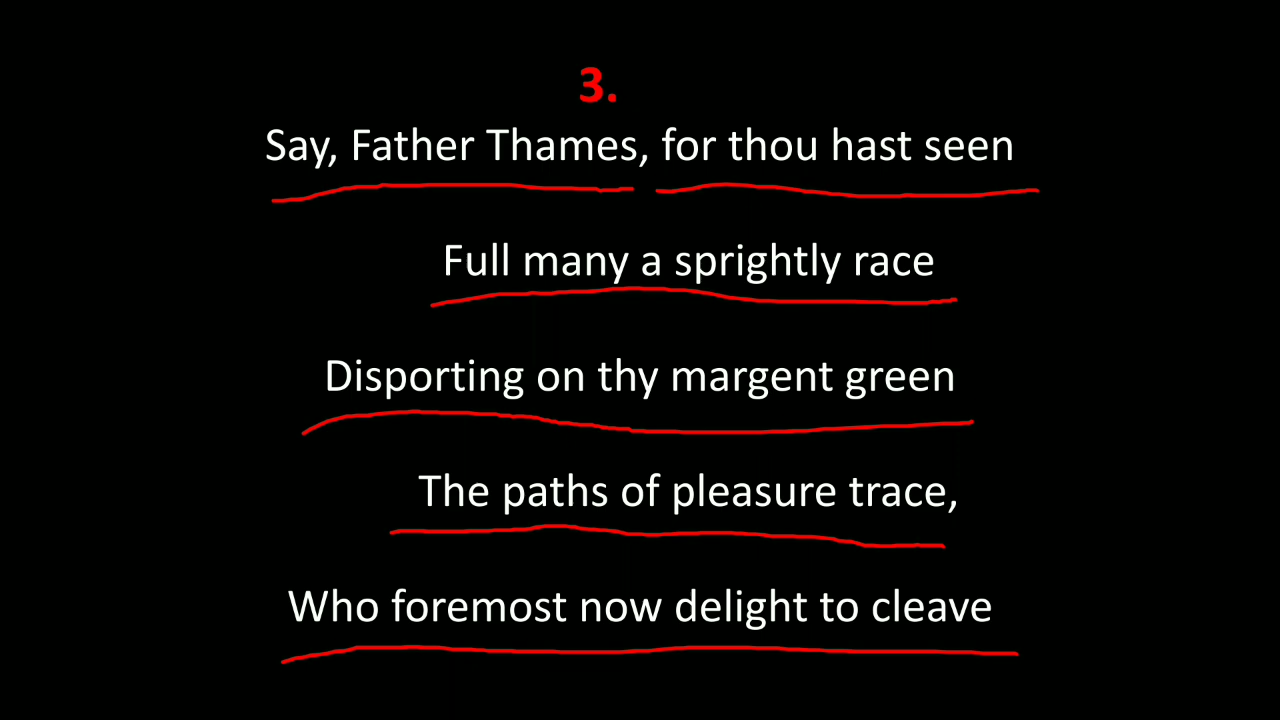 3.
Say, Father Thames, for thou hast seen
Full many a sprightly race
Disporting on thy margent green
The paths of pleasure trace,
Who foremost now delight to cleave